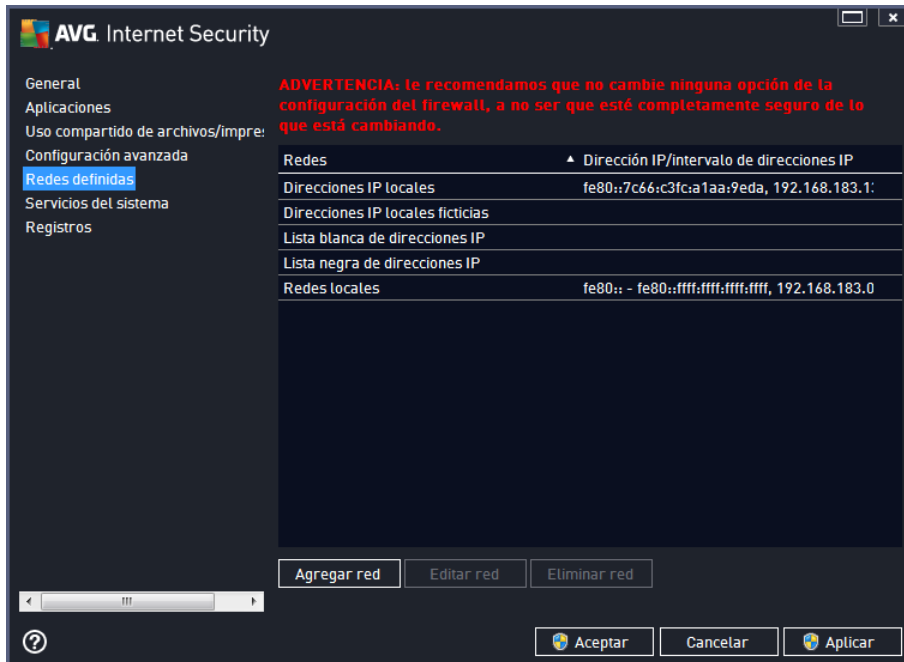 AVG. Internet Security
General
Aplicaciones
Uso compartido de archivos/impre
Configuración avanzada
Redes definidas
Servicios del sistema
Registros
ADVERTENCIA: le recomendamos que no cambie ninguna opción de la
configuración del firewall, a no ser que esté completamente seguro de lo
que está cambiando.
Redes Dirección IP/intervalo de direcciones IP
Direcciones IP locales fe80::7c66:c3fc:a1aa:9eda, 192.168.183.1
Direcciones IP locales ficticias
Lista blanca de direcciones IP
Lista negra de direcciones IP
Redes locales fe80:: - fe80::ffff:ffff:ffff:ffff, 192.168.183.0
Agregar red Editar red Eliminar red
Aceptar Cancelar Aplicar